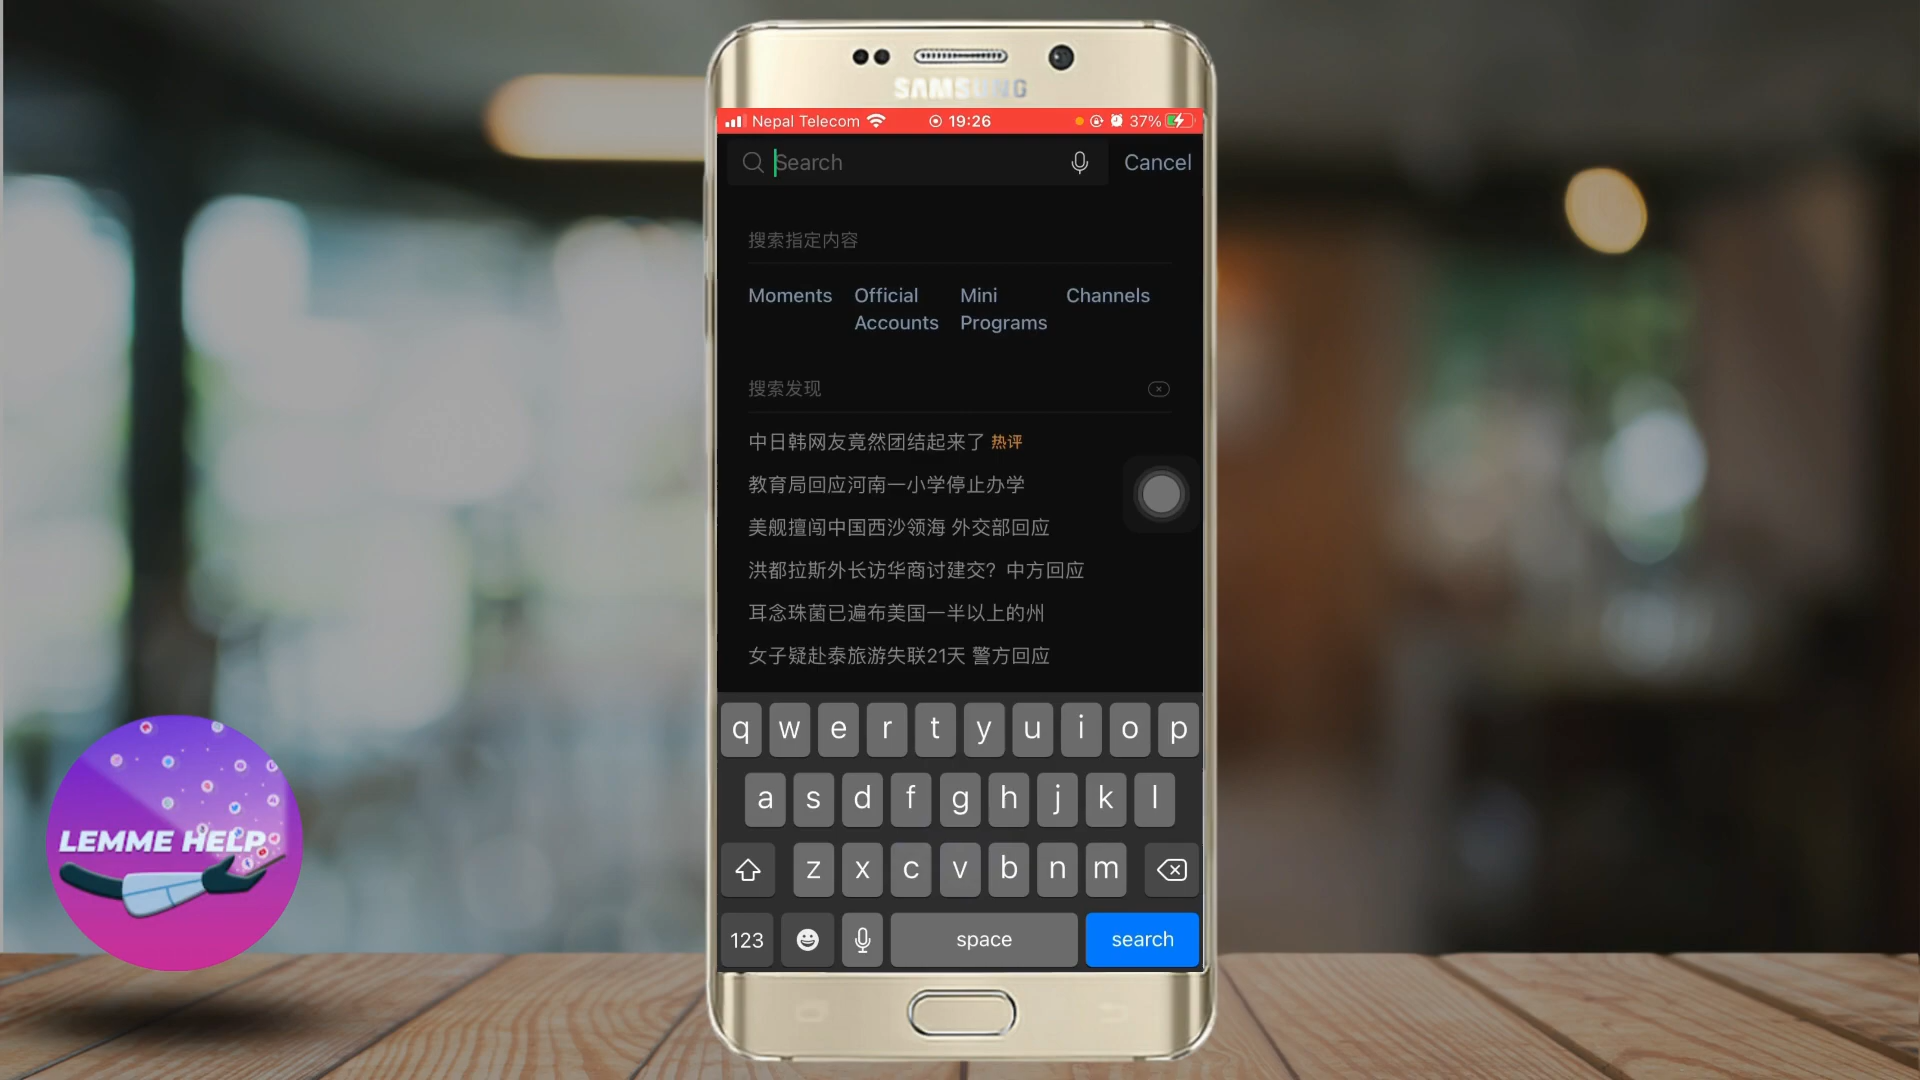 SAMSUNG
Nepal Telecom 19:26 37%
Search Cancel
搜索指定内容
Moments Official Accounts Mini Programs Channels
搜索发现
中日韩网友竟然团结起来了 热评
教育局回应河南一小学停止办学
美舰擅闯中国西沙领海 外交部回应
洪都拉斯外长访华商讨建交？中方回应
耳念珠菌已遍布美国一半以上的州
女子疑赴泰旅游失联21天 警方回应
q w e r t y u i o p
a s d f g h j k l
z x c v b n m
123 space search
LEMME HELP